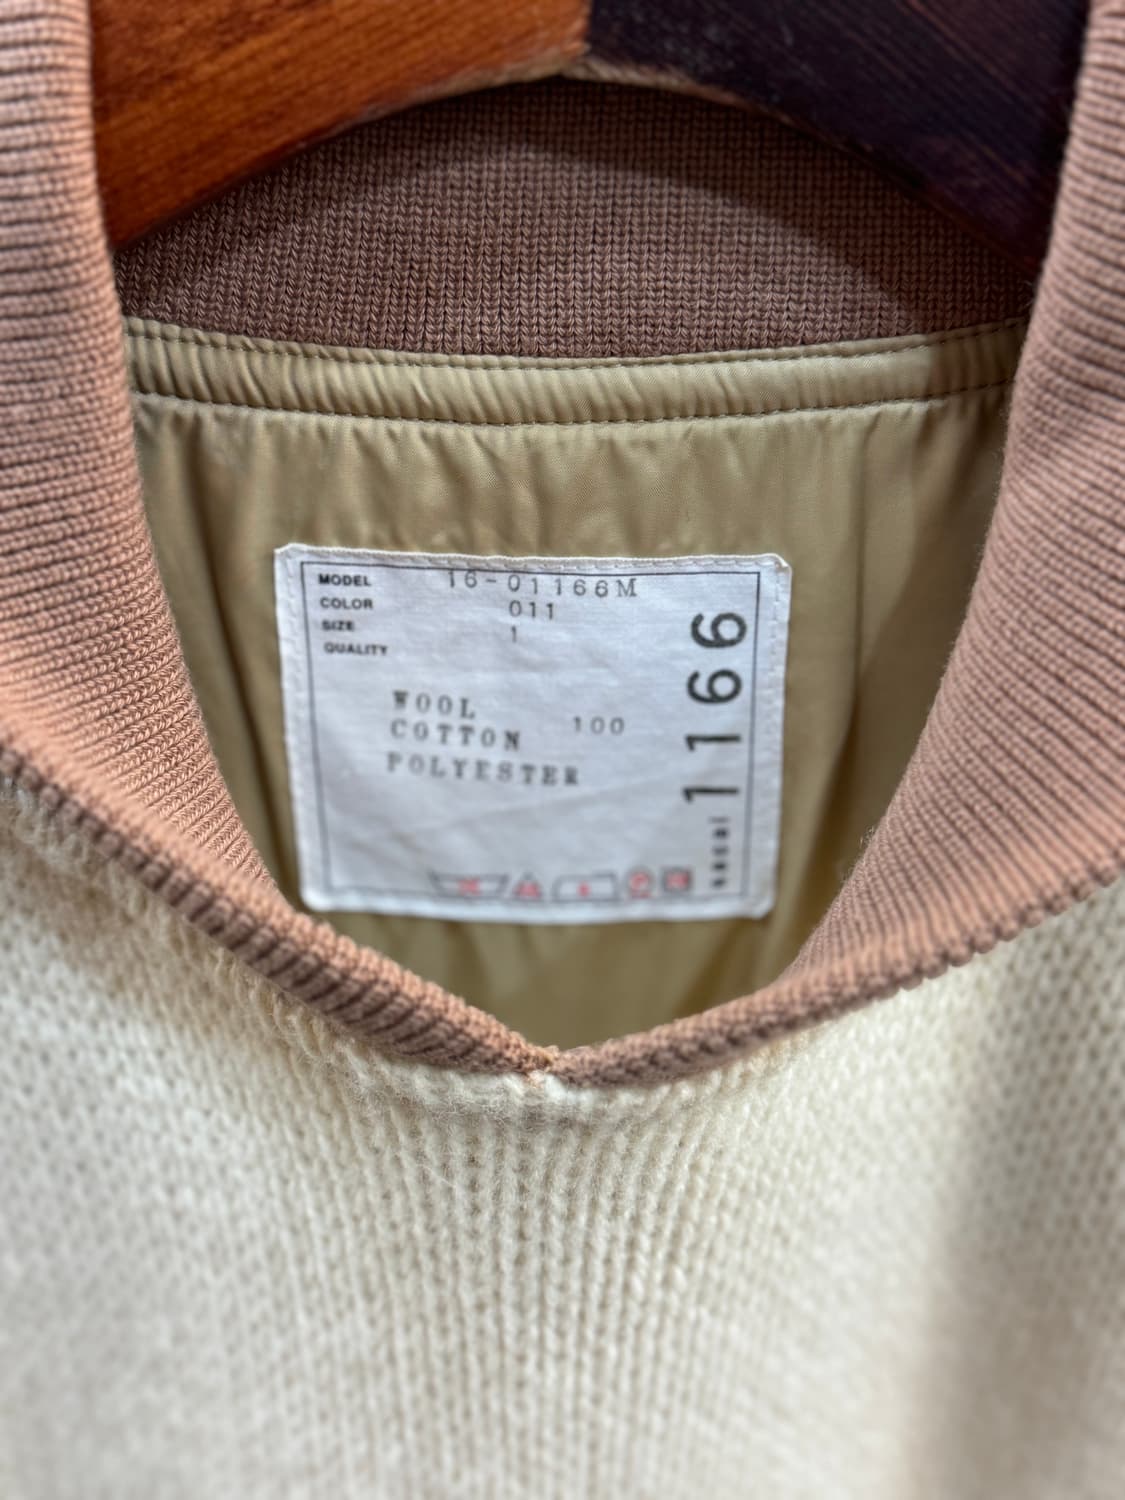 MODEL 16-01166M
COLOR 011
SIZE 1
QUALITY
WOOL 100
COTTON
POLYESTER
sacai 1166